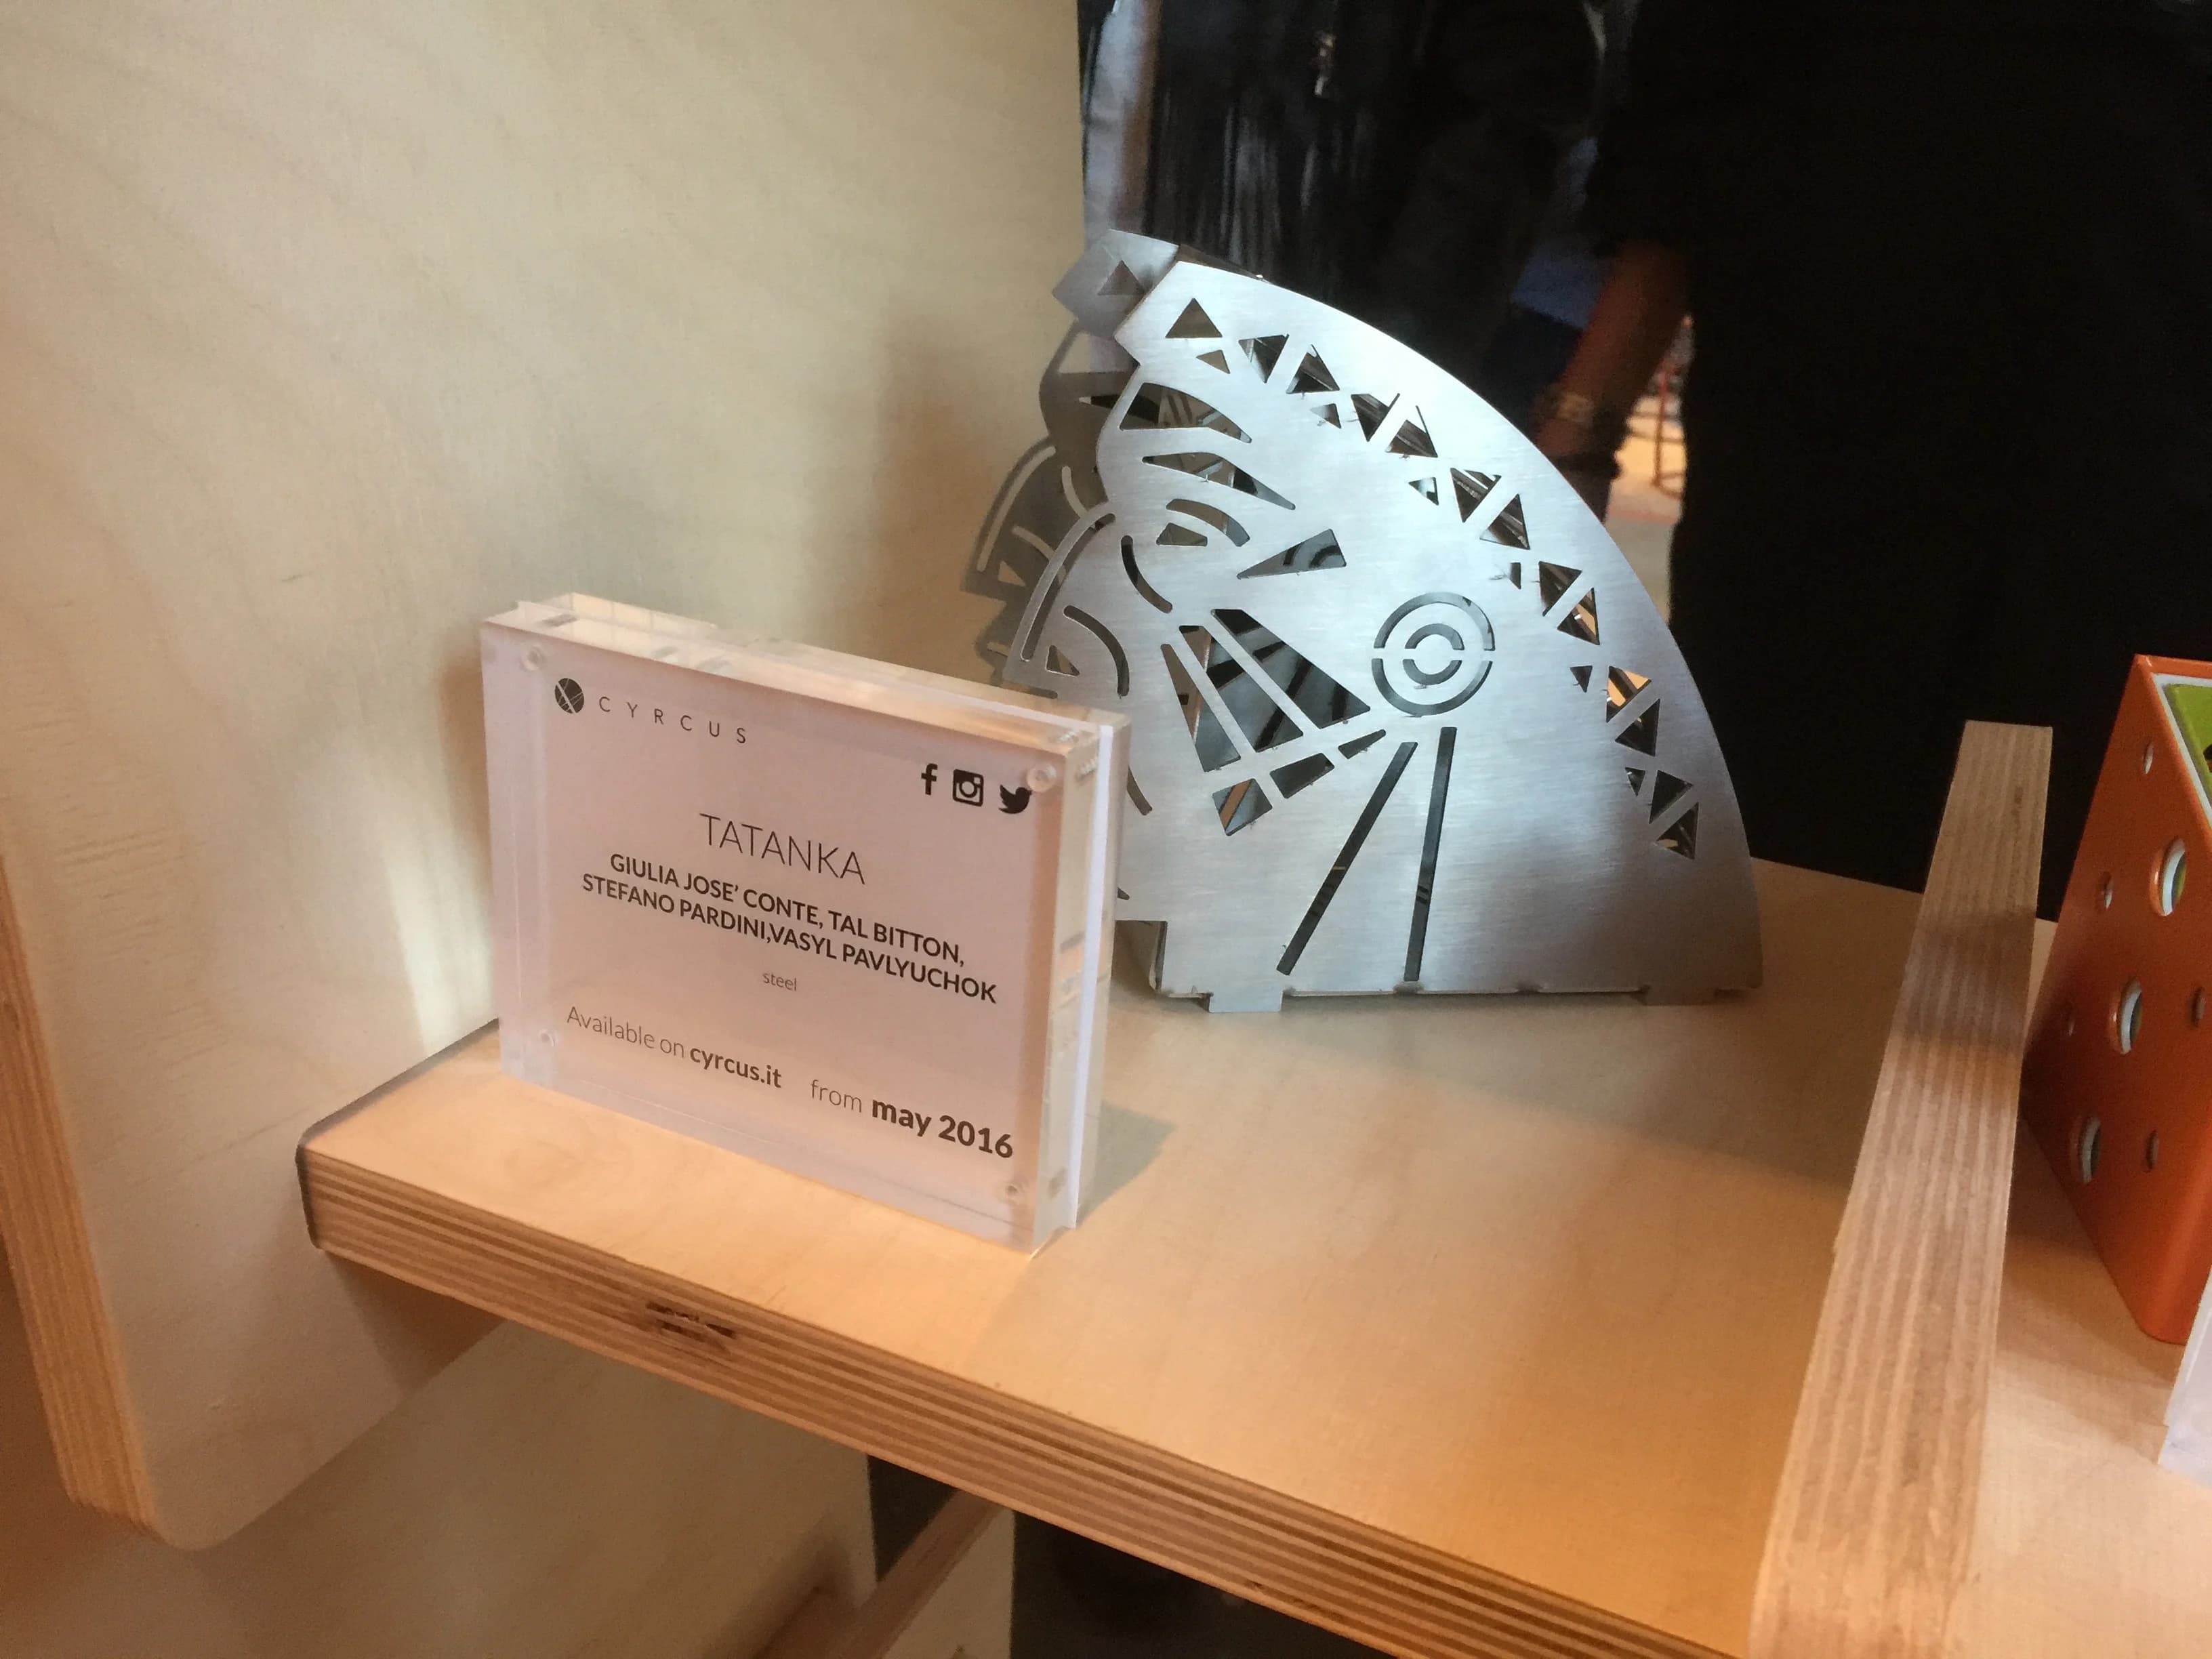 CYRCUS
TATANKA
GIULIA JOSE' CONTE, TAL BITTON,
STEFANO PARDINI,VASYL PAVLYUCHOK
steel
Available on cyrcus.it from may 2016